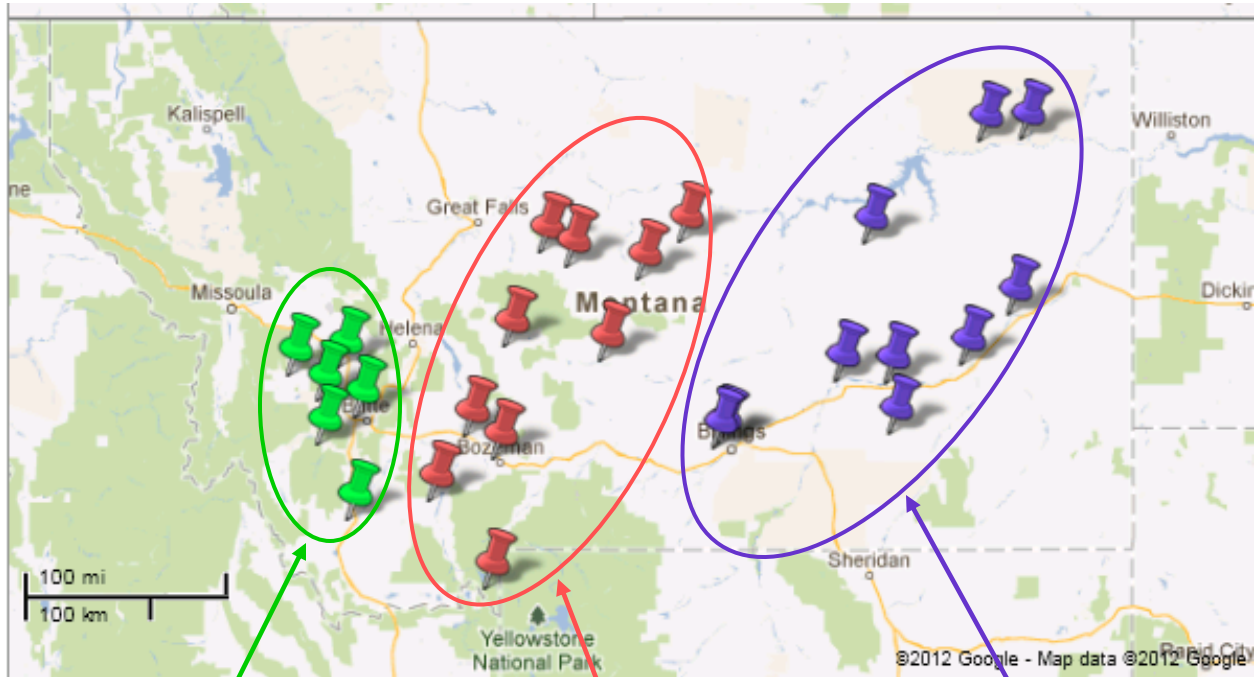 Kalispell
Williston
ne
Great Falls
Missoula
Montana
Dickin
Helena
Butte
Bozeman
Billings
Sheridan
100 mi
100 km
Yellowstone
National Park
Rapid City
©2012 Google - Map data ©2012 Google